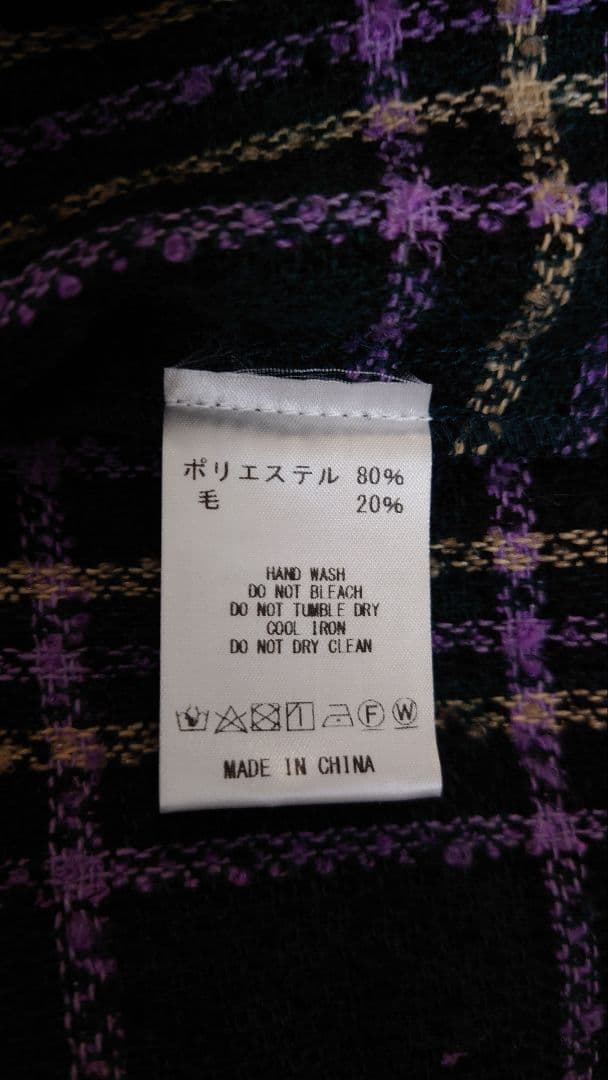 ポリエステル 80%
毛 20%
HAND WASH
DO NOT BLEACH
DO NOT TUMBLE DRY
COOL IRON
DO NOT DRY CLEAN
F W
MADE IN CHINA